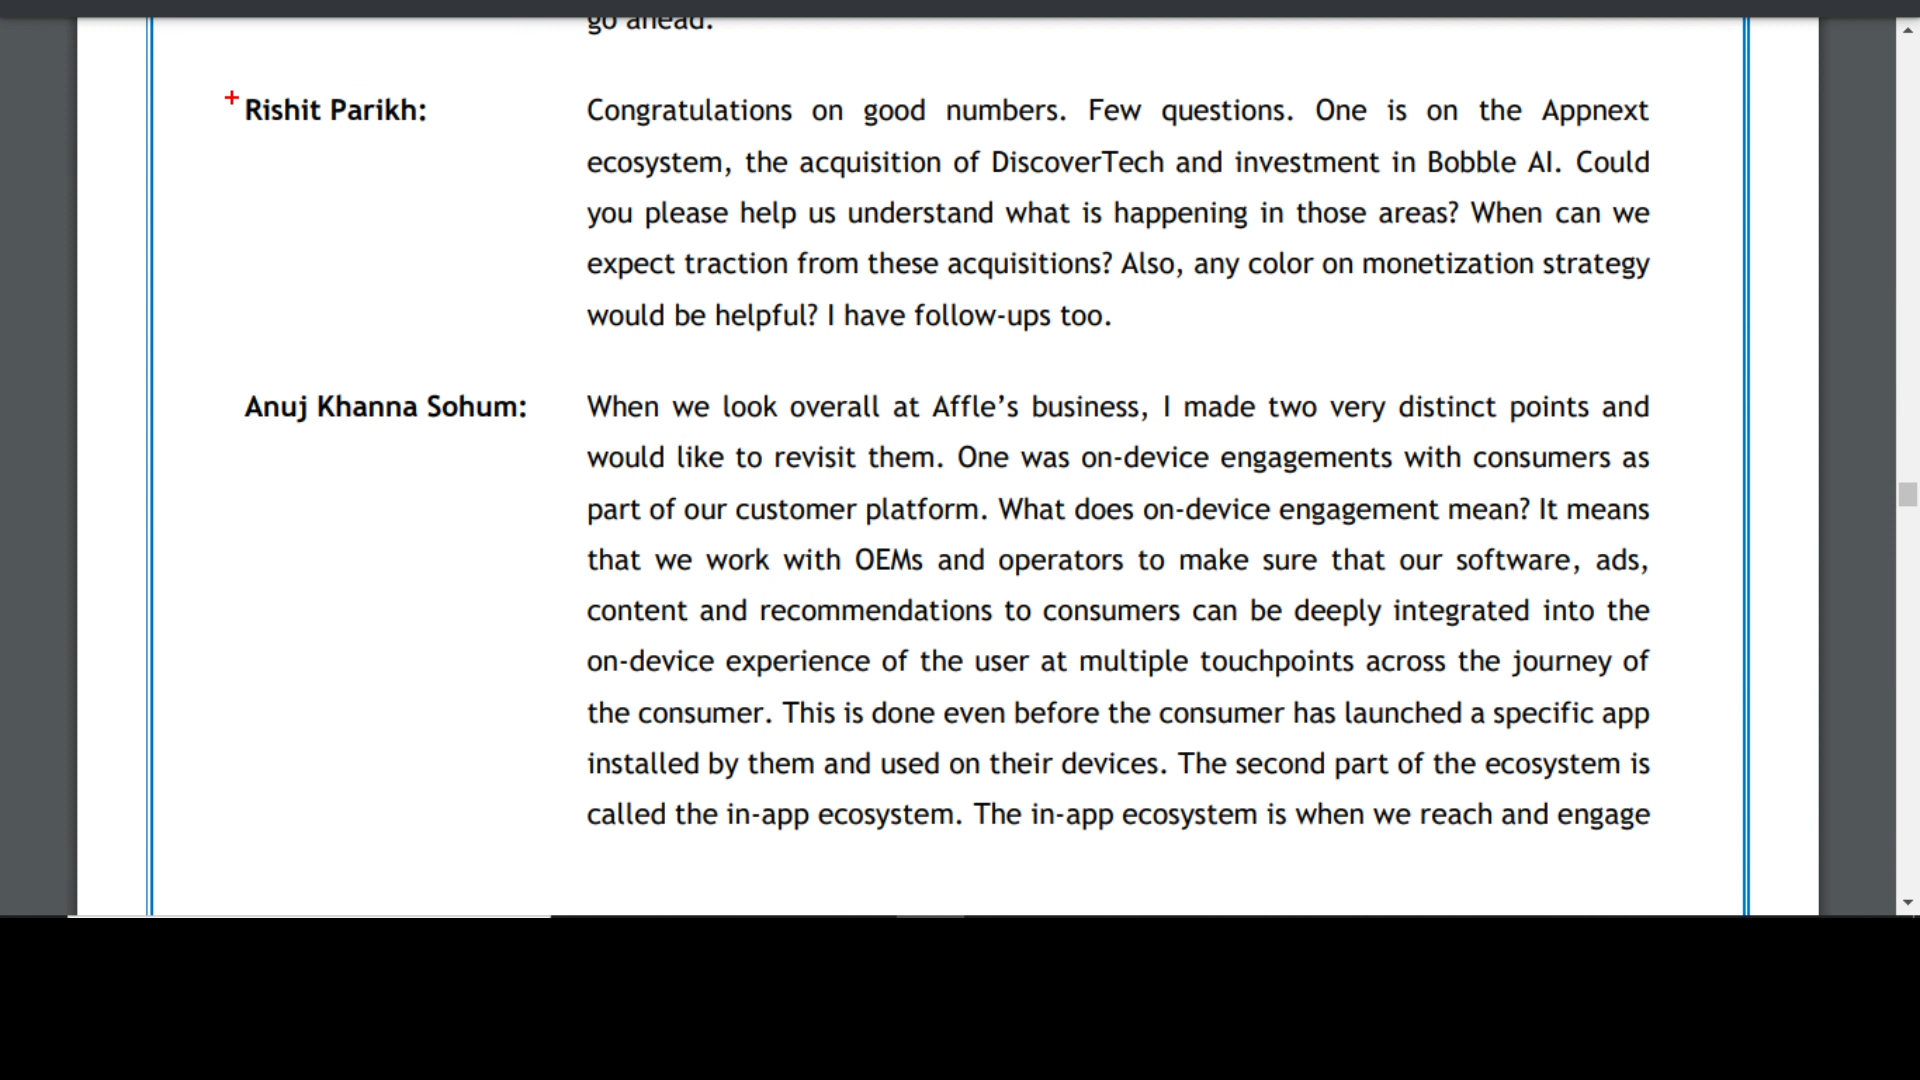 go ahead.
Rishit Parikh: Congratulations on good numbers. Few questions. One is on the Appnext
ecosystem, the acquisition of DiscoverTech and investment in Bobble AI. Could
you please help us understand what is happening in those areas? When can we
expect traction from these acquisitions? Also, any color on monetization strategy
would be helpful? I have follow-ups too.
Anuj Khanna Sohum: When we look overall at Affle’s business, I made two very distinct points and
would like to revisit them. One was on-device engagements with consumers as
part of our customer platform. What does on-device engagement mean? It means
that we work with OEMs and operators to make sure that our software, ads,
content and recommendations to consumers can be deeply integrated into the
on-device experience of the user at multiple touchpoints across the journey of
the consumer. This is done even before the consumer has launched a specific app
installed by them and used on their devices. The second part of the ecosystem is
called the in-app ecosystem. The in-app ecosystem is when we reach and engage